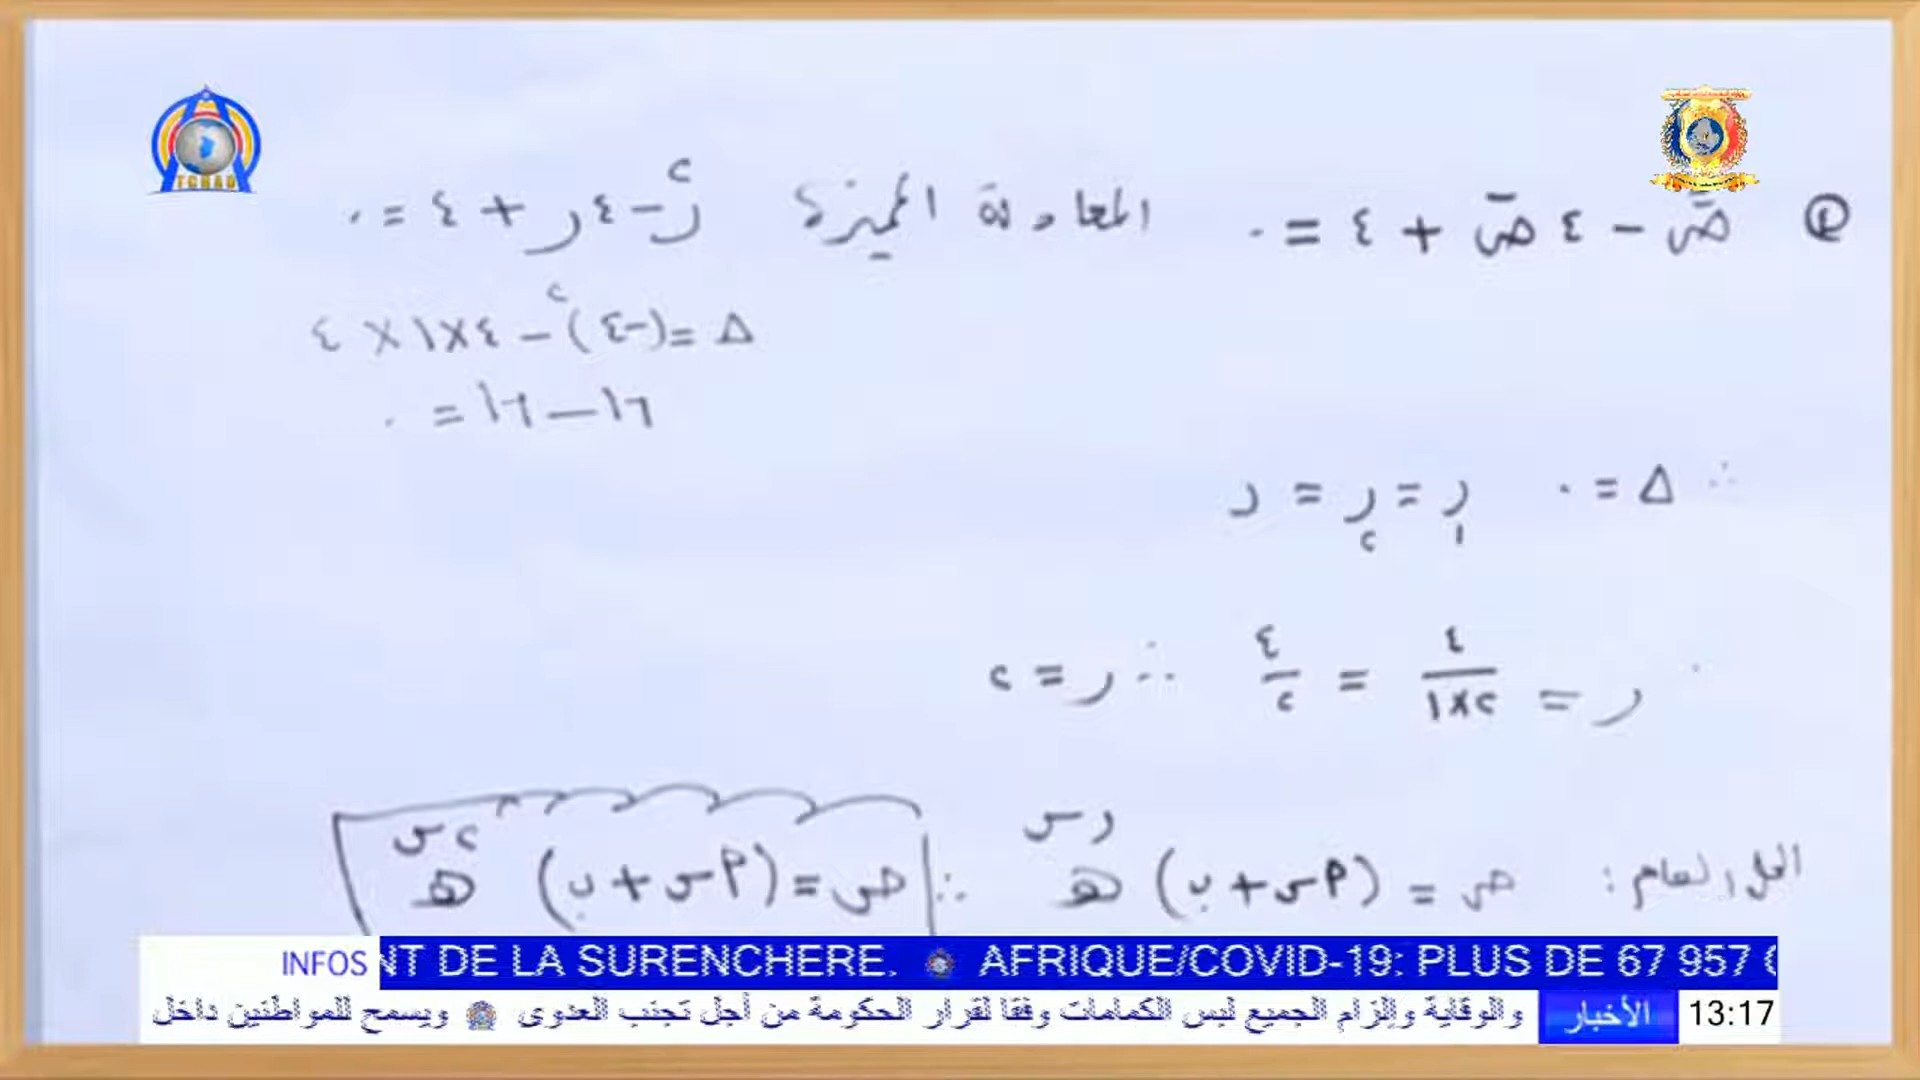 ② ص̄̄ - ٤ ص̄ + ٤ = ٠ المعادلة المميزة ر٢ - ٤ر + ٤ = ٠
Δ = (-٤)٢ - ٤×١×٤
١٦ - ١٦ = ٠
∴ Δ = ٠ ر١ = ر٢ = ر
ر = ٤/(٢×١) = ٤/٢ ∴ ر = ٢
الحل العام: ص = (أس + ب) هـ رس ∴ ص = (أس + ب) هـ ٢س
TCHAD
INFOS NT DE LA SURENCHERE. AFRIQUE/COVID-19: PLUS DE 67 957
13:17 الأخبار والوقاية وإلزام الجميع لبس الكمامات وفقا لقرار الحكومة من أجل تجنب العدوى ويسمح للمواطنين داخل